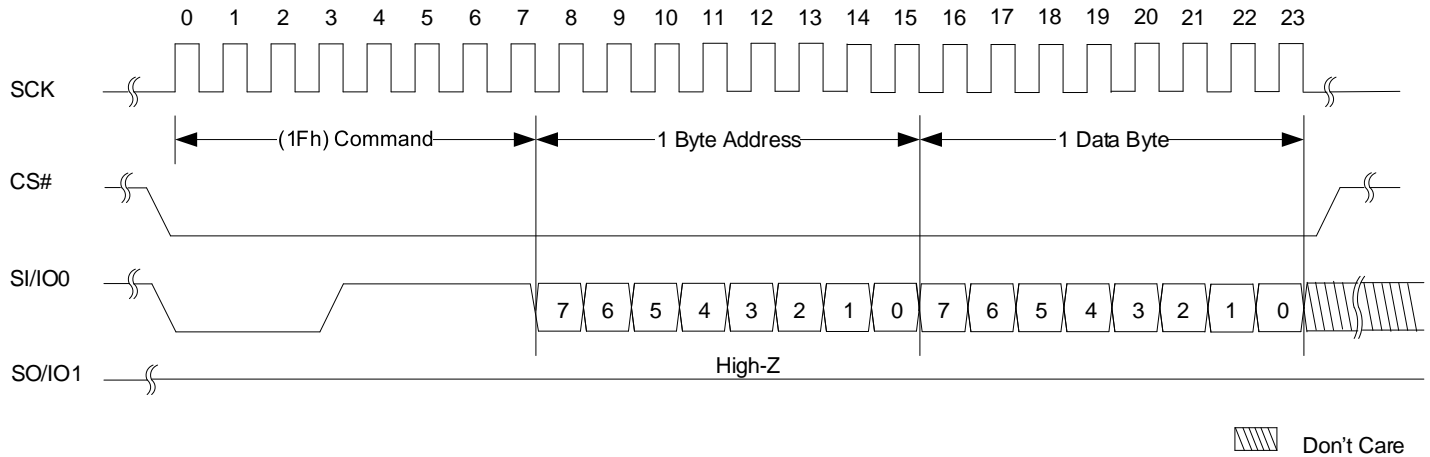 0 1 2 3 4 5 6 7 8 9 10 11 12 13 14 15 16 17 18 19 20 21 22 23
SCK
(1Fh) Command 1 Byte Address 1 Data Byte
CS#
SI/IO0 7 6 5 4 3 2 1 0 7 6 5 4 3 2 1 0
High-Z
SO/IO1
Don't Care